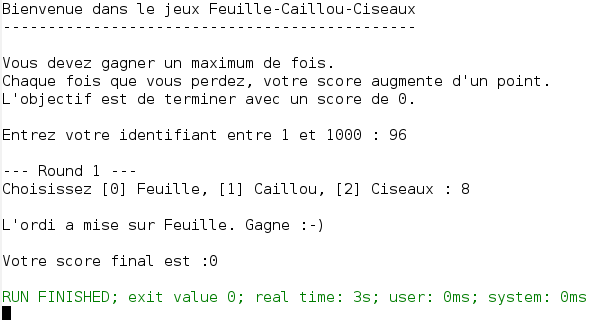 Bienvenue dans le jeux Feuille-Caillou-Ciseaux
----------------------------------------------
Vous devez gagner un maximum de fois.
Chaque fois que vous perdez, votre score augmente d'un point.
L'objectif est de terminer avec un score de 0.
Entrez votre identifiant entre 1 et 1000 : 96
--- Round 1 ---
Choisissez [0] Feuille, [1] Caillou, [2] Ciseaux : 8
L'ordi a mise sur Feuille. Gagne :-)
Votre score final est :0
RUN FINISHED; exit value 0; real time: 3s; user: 0ms; system: 0ms